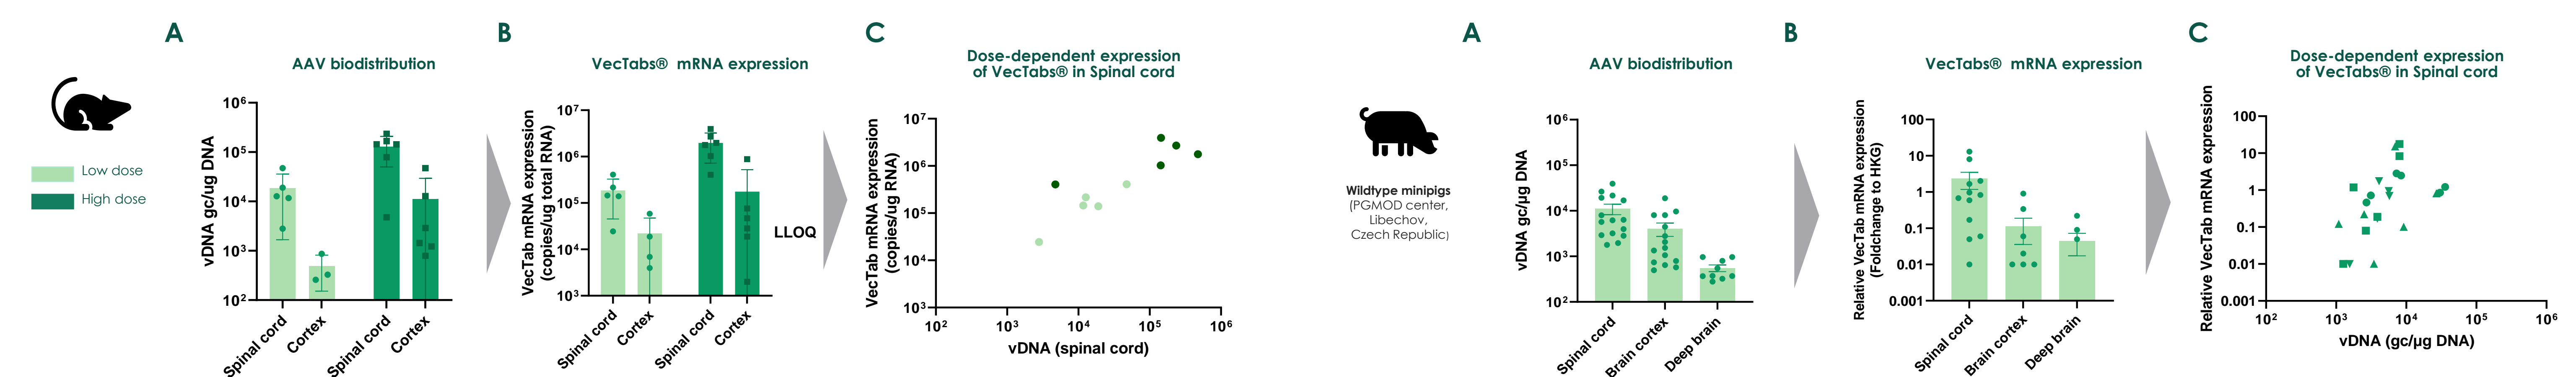 A
AAV biodistribution
Low dose
High dose
vDNA gc/ug DNA
10⁶
10⁵
10⁴
10³
10²
Spinal cord
Cortex
Spinal cord
Cortex
B
VecTabs® mRNA expression
VecTab mRNA expression
(copies/ug total RNA)
10⁷
10⁶
10⁵
10⁴
10³
Spinal cord
Cortex
Spinal cord
Cortex
LLOQ
C
Dose-dependent expression
of VecTabs® in Spinal cord
VecTab mRNA expression
(copies/ug RNA)
10⁷
10⁶
10⁵
10⁴
10³
10² 10³ 10⁴ 10⁵ 10⁶
vDNA (spinal cord)
Wildtype minipigs
(PGMOD center,
Libechov,
Czech Republic)
A
AAV biodistribution
vDNA gc/µg DNA
10⁶
10⁵
10⁴
10³
10²
Spinal cord
Brain cortex
Deep brain
B
VecTabs® mRNA expression
Relative VecTab mRNA expression
(Foldchange to HKG)
100
10
1
0.1
0.01
0.001
Spinal cord
Brain cortex
Deep brain
C
Dose-dependent expression
of VecTabs® in Spinal cord
Relative VecTab mRNA expression
100
10
1
0.1
0.01
0.001
10² 10³ 10⁴ 10⁵ 10⁶
vDNA (gc/µg DNA)